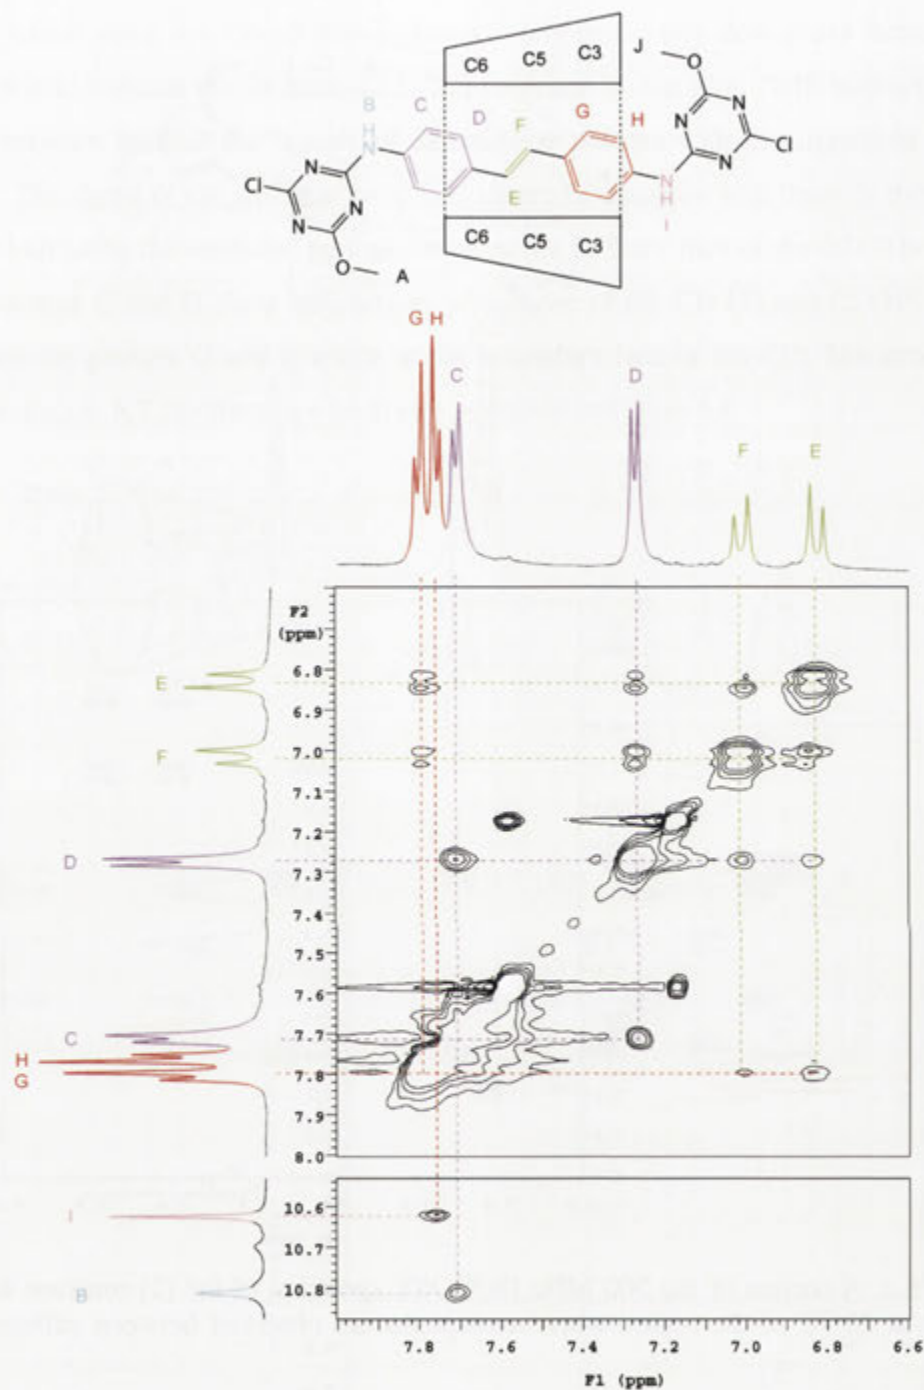 C6 C5 C3
J
O
B
H
N
C
D
F
G
H
N
N
N
Cl
N
N
N
Cl
E
N
H
I
O
A
C6 C5 C3
G H
C
D
F
E
F2
(ppm)
E
6.8
6.9
F
7.0
7.1
7.2
D
7.3
7.4
7.5
7.6
C
7.7
H
G
7.8
7.9
8.0
I
10.6
10.7
B
10.8
7.8 7.6 7.4 7.2 7.0 6.8 6.6
F1 (ppm)